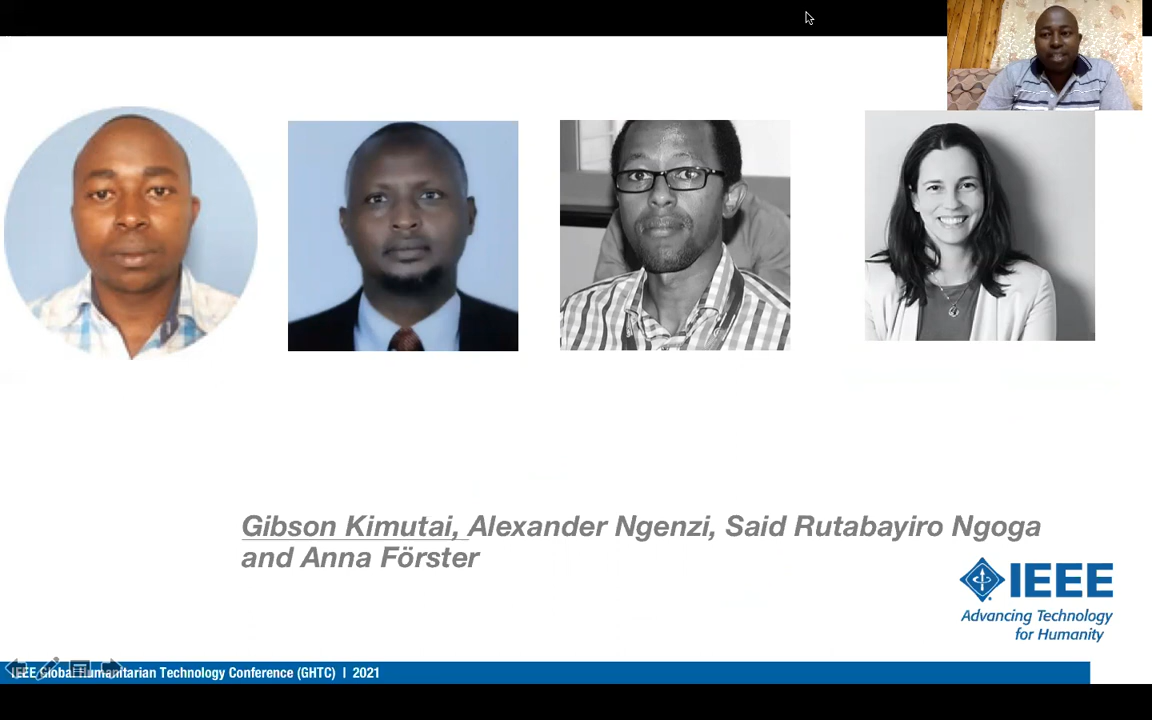 Gibson Kimutai, Alexander Ngenzi, Said Rutabayiro Ngoga
and Anna Förster
IEEE
Advancing Technology
for Humanity
IEEE Global Humanitarian Technology Conference (GHTC) | 2021